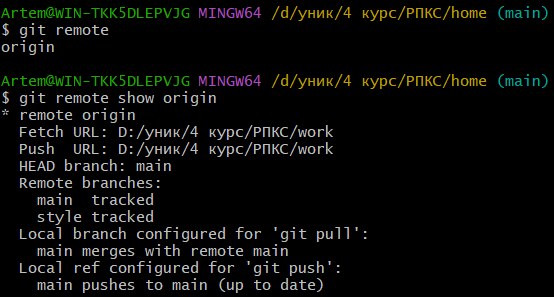 Artem@WIN-TKK5DLEPVJG MINGW64 /d/уник/4 курс/РПКС/home (main)
$ git remote
origin
Artem@WIN-TKK5DLEPVJG MINGW64 /d/уник/4 курс/РПКС/home (main)
$ git remote show origin
* remote origin
  Fetch URL: D:/уник/4 курс/РПКС/work
  Push  URL: D:/уник/4 курс/РПКС/work
  HEAD branch: main
  Remote branches:
    main  tracked
    style tracked
  Local branch configured for 'git pull':
    main merges with remote main
  Local ref configured for 'git push':
    main pushes to main (up to date)